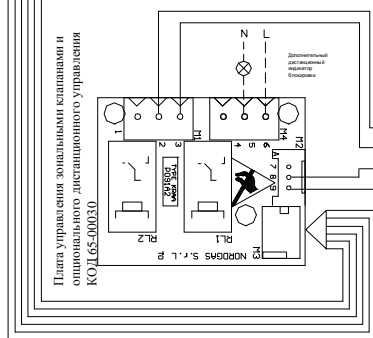 Плата управления зональными клапанами и
опционального дистанционного управления
КОД 65-00030
N L
Дополнительный
дистанционный
индикатор
блокировки
1 2 3 M1
4 5 6 M4
M2
A
7 8 9
RL2
RL1
M3
NORDGAS S.r.L.